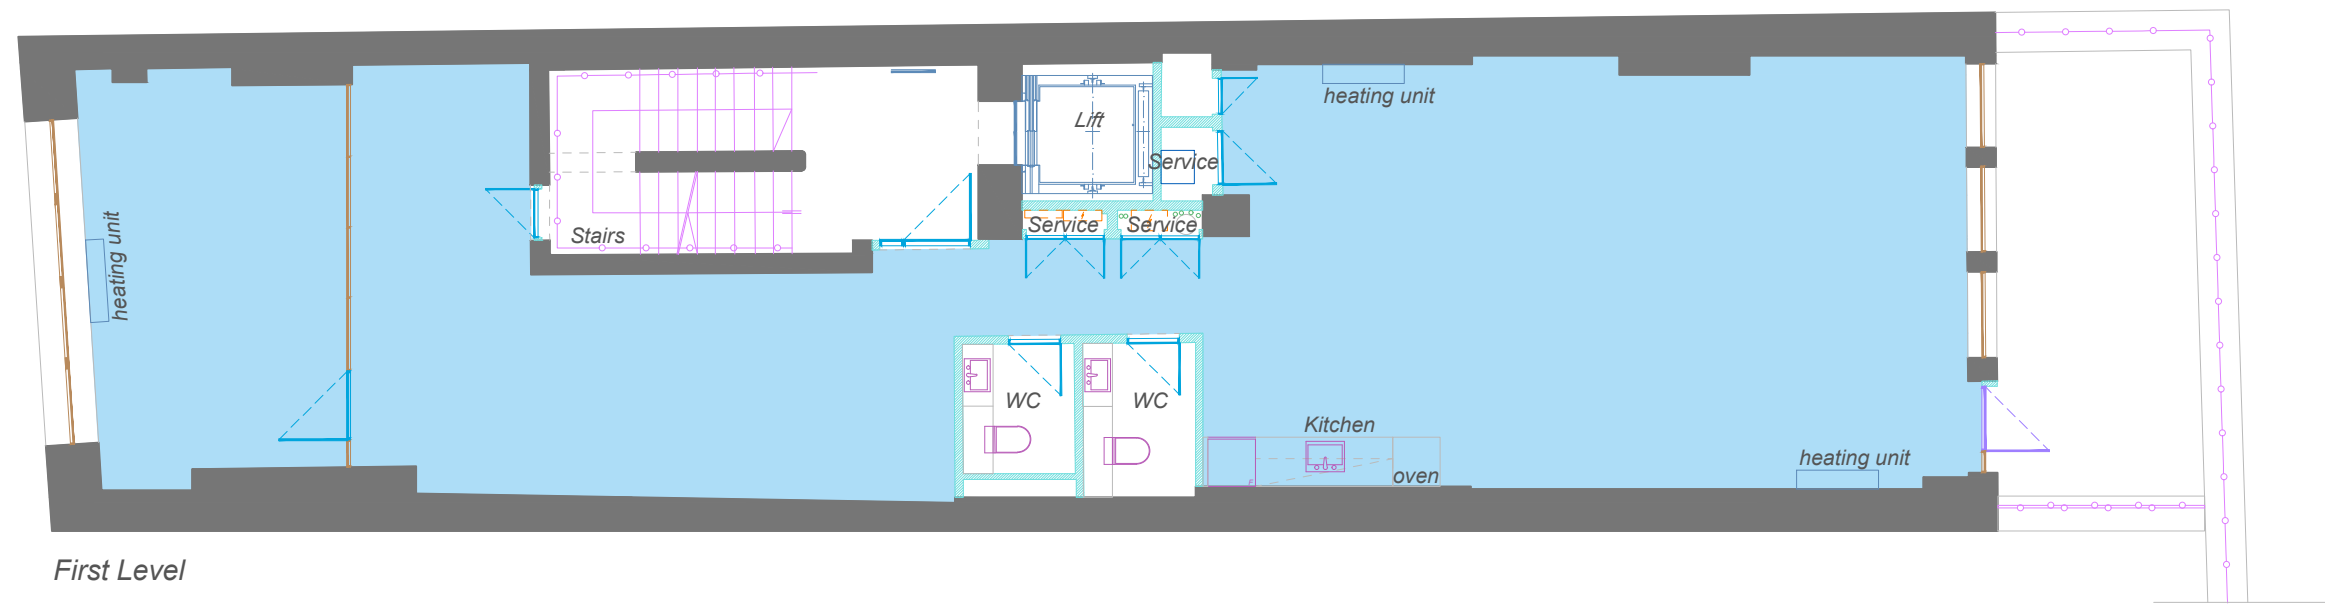 heating unit
Lift
Service
heating unit
Stairs
Service
Service
WC
WC
Kitchen
oven
heating unit
First Level